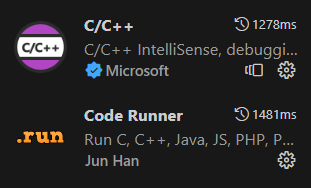 C/C++ 1278ms
C/C++
C/C++ IntelliSense, debuggi...
Microsoft
Code Runner 1481ms
.run
Run C, C++, Java, JS, PHP, P...
Jun Han